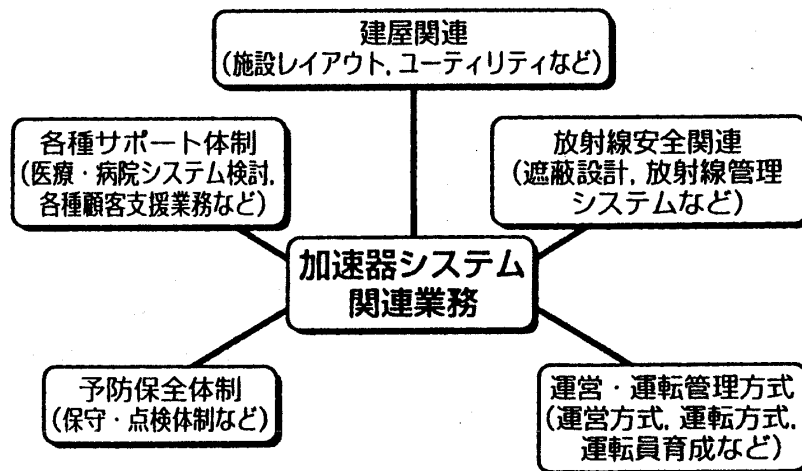 建屋関連
(施設レイアウト,ユーティリティなど)
各種サポート体制
(医療・病院システム検討,
各種顧客支援業務など)
放射線安全関連
(遮蔽設計,放射線管理
システムなど)
加速器システム
関連業務
予防保全体制
(保守・点検体制など)
運営・運転管理方式
(運営方式,運転方式,
運転員育成など)